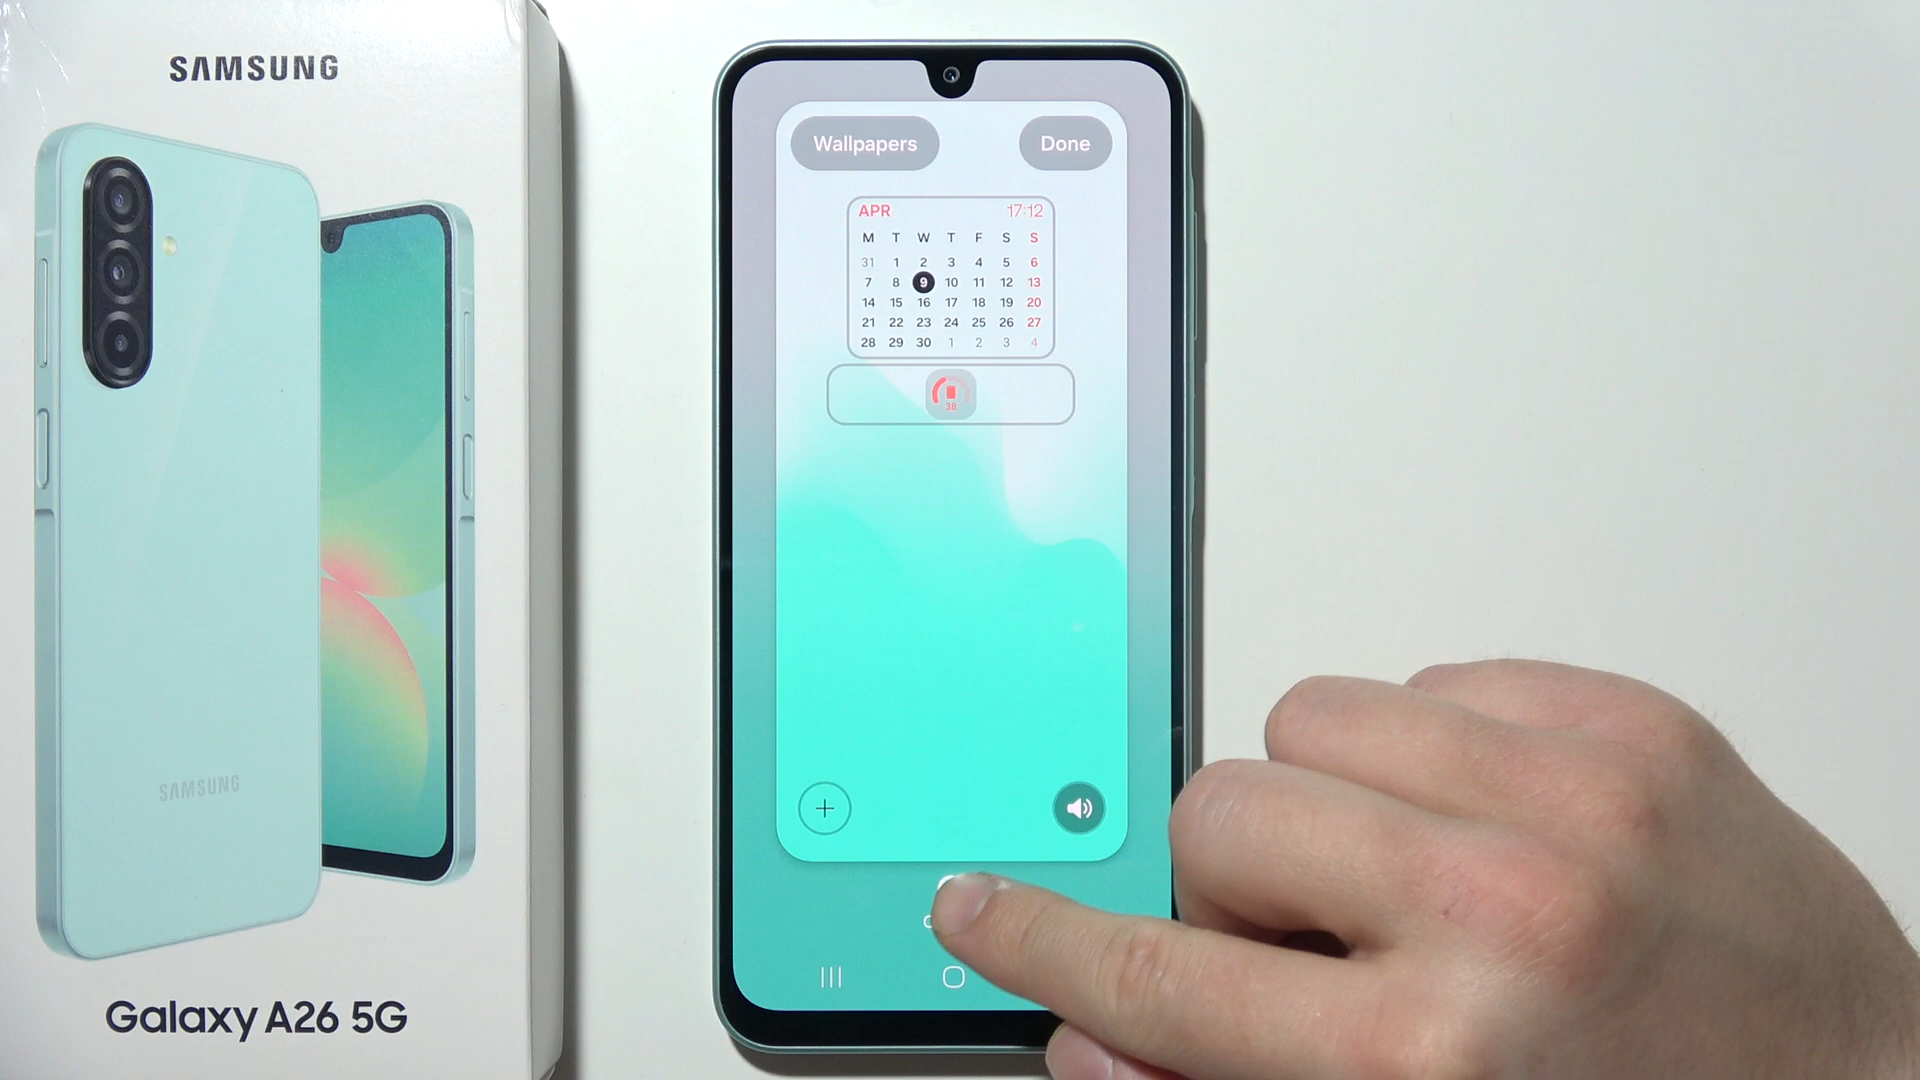 SAMSUNG
SAMSUNG
Galaxy A26 5G
Wallpapers
Done
APR 17:12
M T W T F S S
31 1 2 3 4 5 6
7 8 9 10 11 12 13
14 15 16 17 18 19 20
21 22 23 24 25 26 27
28 29 30 1 2 3 4
38